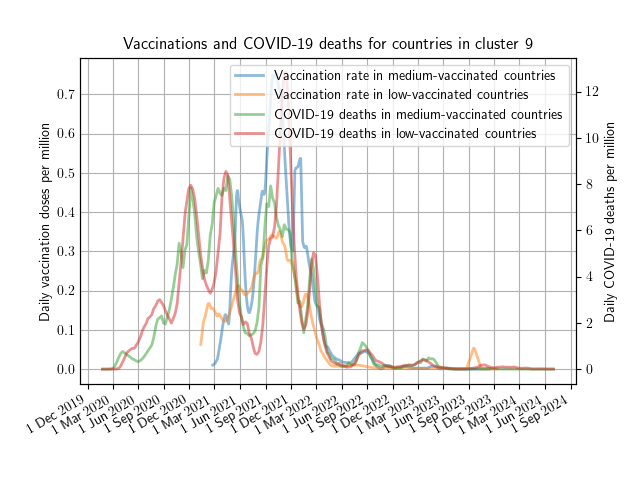 Vaccinations and COVID-19 deaths for countries in cluster 9
Vaccination rate in medium-vaccinated countries
Vaccination rate in low-vaccinated countries
COVID-19 deaths in medium-vaccinated countries
COVID-19 deaths in low-vaccinated countries
Daily vaccination doses per million
0.7
0.6
0.5
0.4
0.3
0.2
0.1
0.0
12
10
8
6
4
2
0
Daily COVID-19 deaths per million
1 Dec 2019
1 Mar 2020
1 Jun 2020
1 Sep 2020
1 Dec 2020
1 Mar 2021
1 Jun 2021
1 Sep 2021
1 Dec 2021
1 Mar 2022
1 Jun 2022
1 Sep 2022
1 Dec 2022
1 Mar 2023
1 Jun 2023
1 Sep 2023
1 Dec 2023
1 Mar 2024
1 Jun 2024
1 Sep 2024